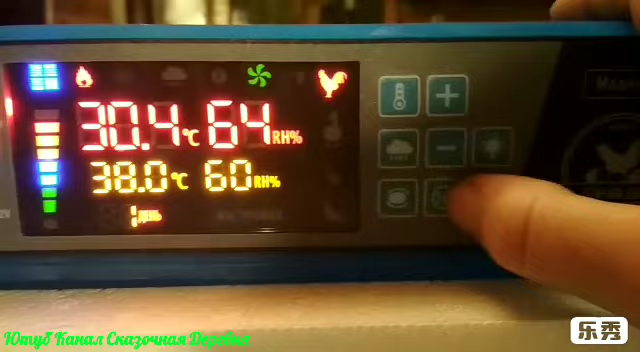 30.4 °C 64 RH%
38.0 °C 60 RH%
1 ДЕНЬ
Ютуб Канал Сказочная Деревня
乐秀